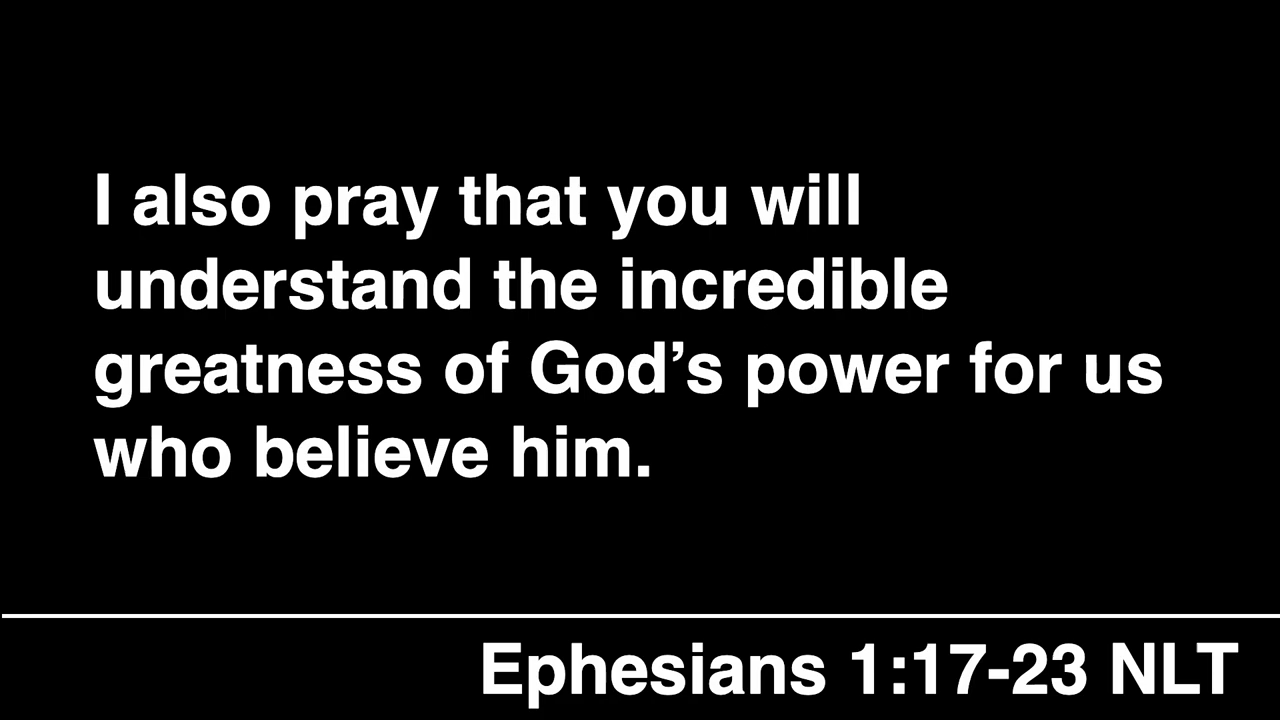 I also pray that you will
understand the incredible
greatness of God’s power for us
who believe him.
Ephesians 1:17-23 NLT